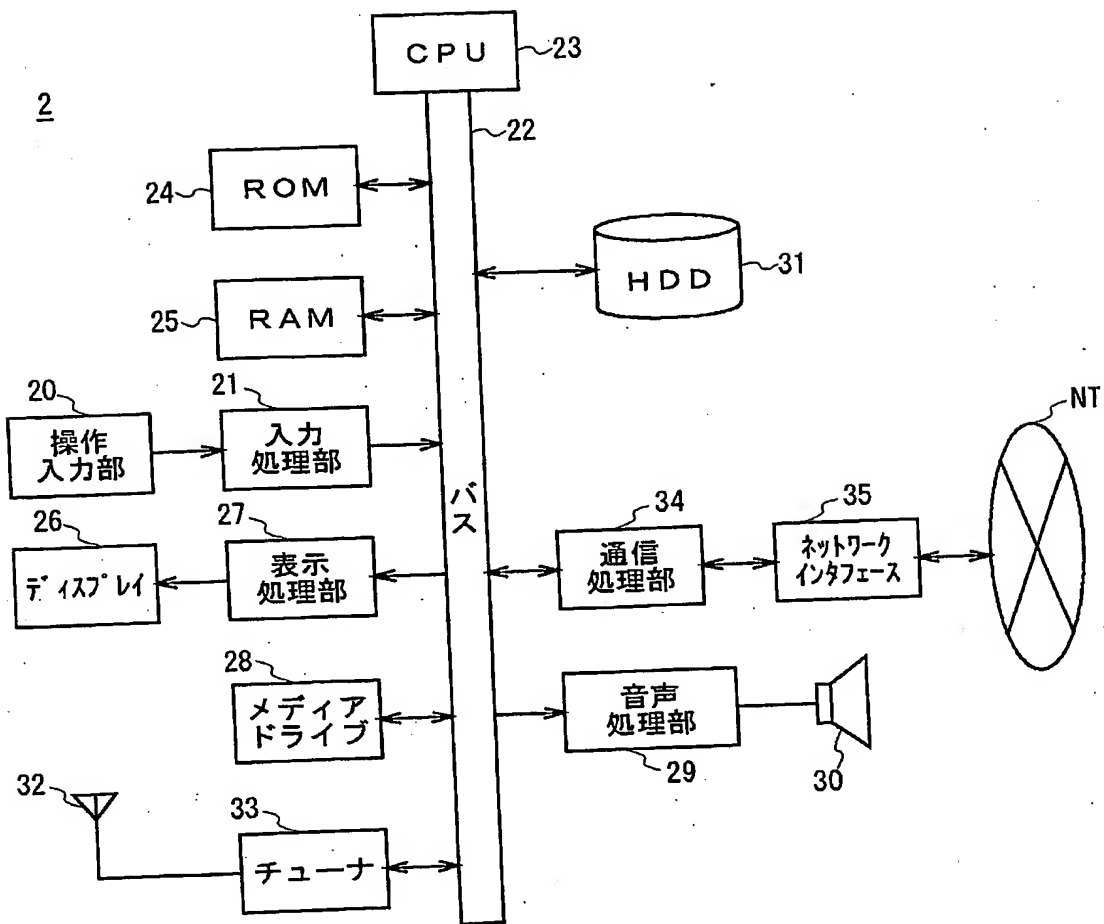 CPU
23
2
22
24
ROM
HDD
31
25
RAM
20
21
操作
入力部
入力
処理部
NT
バス
26
27
34
35
ディスプレイ
表示
処理部
通信
処理部
ネットワーク
インタフェース
28
メディア
ドライブ
音声
処理部
29
30
32
33
チューナ